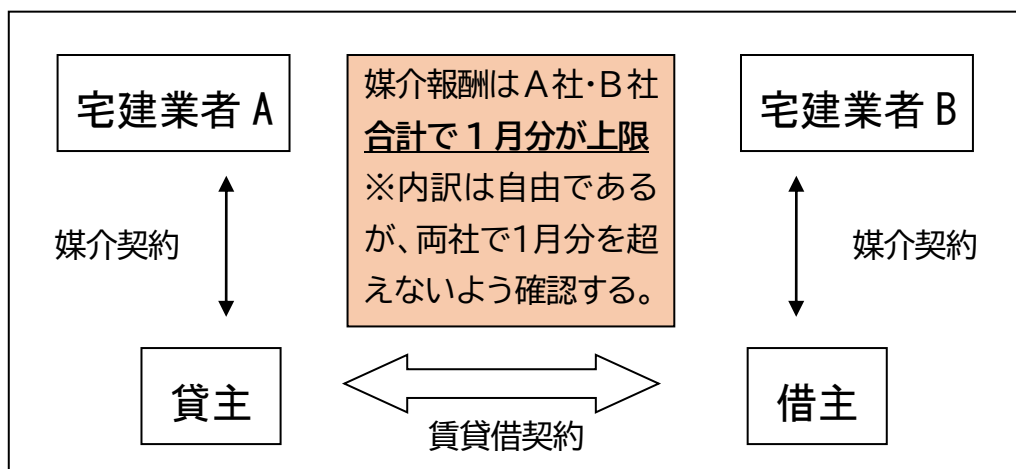 宅建業者 A
媒介報酬はA社・B社
合計で1月分が上限
※内訳は自由である
が、両社で1月分を超
えないよう確認する。
宅建業者 B
媒介契約
媒介契約
貸主
賃貸借契約
借主